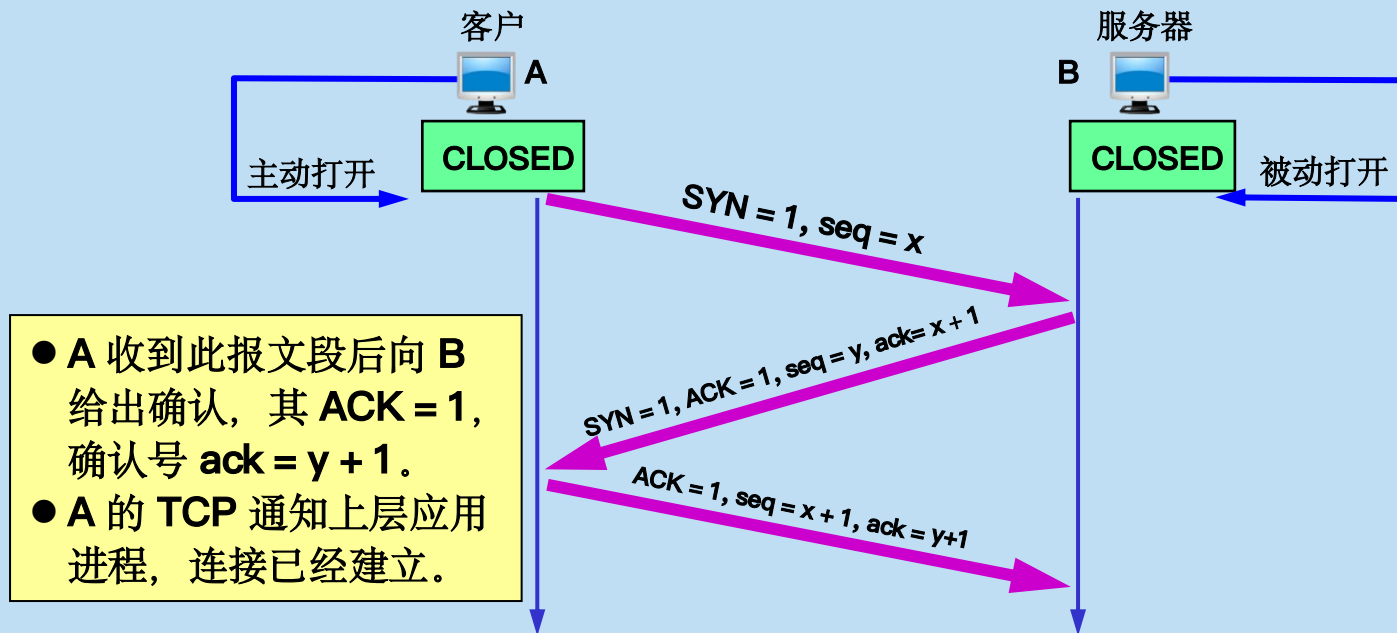 客户
服务器
A
B
CLOSED
CLOSED
主动打开
被动打开
SYN = 1, seq = x
SYN = 1, ACK = 1, seq = y, ack= x + 1
ACK = 1, seq = x + 1, ack = y+1
● A 收到此报文段后向 B
给出确认，其 ACK = 1，
确认号 ack = y + 1。
● A 的 TCP 通知上层应用
进程，连接已经建立。